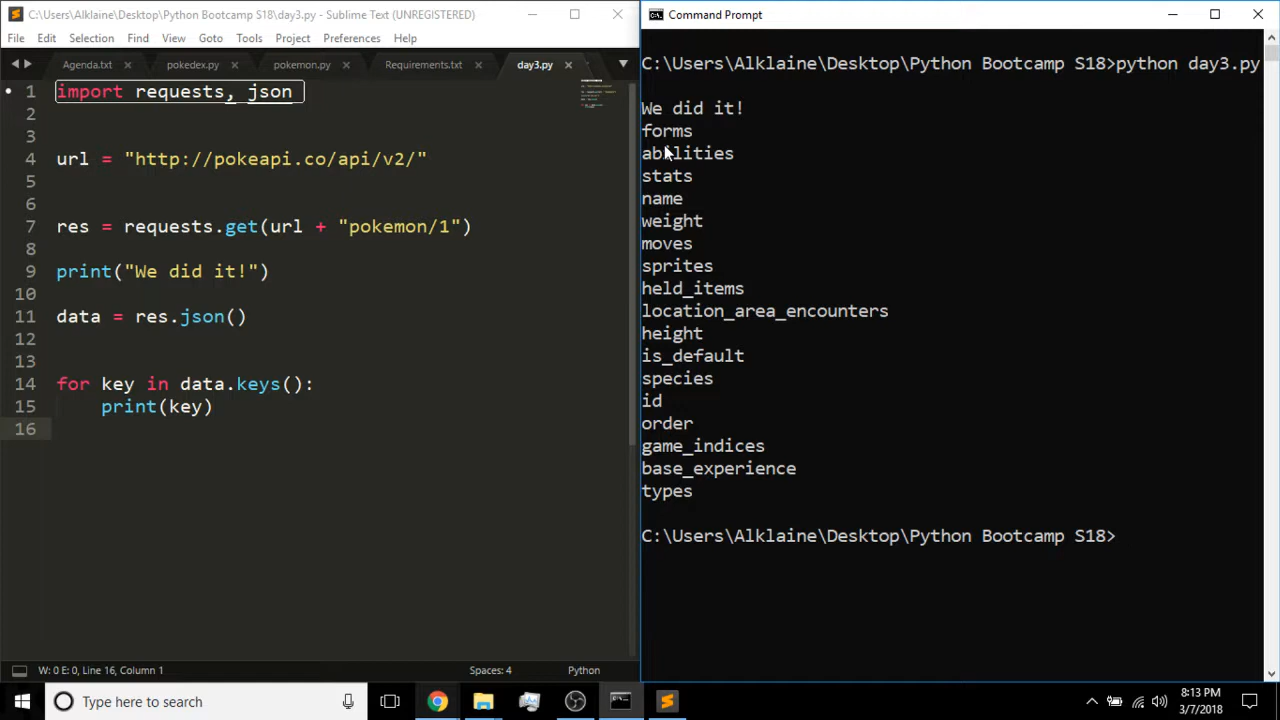 C:\Users\Alklaine\Desktop\Python Bootcamp S18\day3.py - Sublime Text (UNREGISTERED)
File Edit Selection Find View Goto Tools Project Preferences Help
Agenda.txt pokedex.py pokemon.py Requirements.txt day3.py
1 import requests, json
2
3
4 url = "http://pokeapi.co/api/v2/"
5
6
7 res = requests.get(url + "pokemon/1")
8
9 print("We did it!")
10
11 data = res.json()
12
13
14 for key in data.keys():
15 print(key)
16
W: 0 E: 0, Line 16, Column 1 Spaces: 4 Python
Command Prompt
C:\Users\Alklaine\Desktop\Python Bootcamp S18>python day3.py
We did it!
forms
abilities
stats
name
weight
moves
sprites
held_items
location_area_encounters
height
is_default
species
id
order
game_indices
base_experience
types
C:\Users\Alklaine\Desktop\Python Bootcamp S18>
Type here to search
8:13 PM
3/7/2018